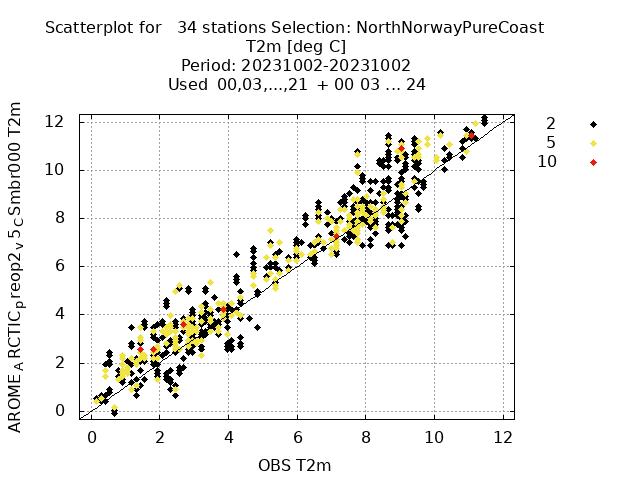 Scatterplot for   34 stations Selection: NorthNorwayPureCoast
T2m [deg C]
Period: 20231002-20231002
Used  00,03,...,21  + 00 03 ... 24
AROME_ARCTIC_preop2_v5_CSmbr000 T2m
12
10
8
6
4
2
0
0 2 4 6 8 10 12
OBS T2m
2
5
10